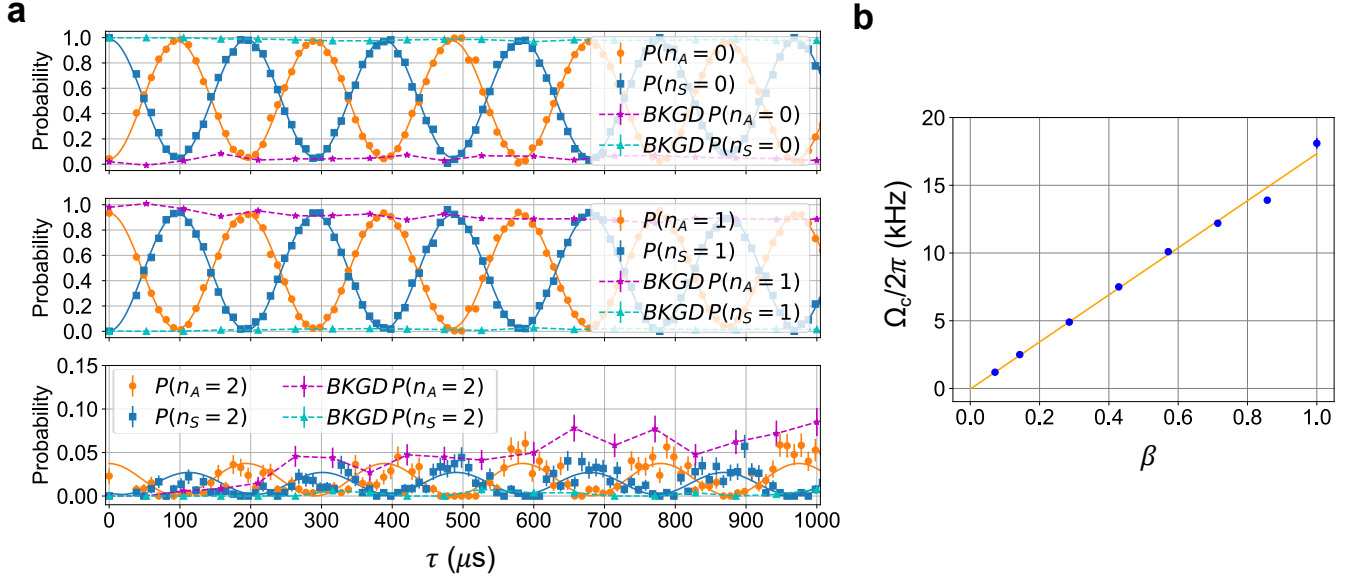 a
Probability
1.0
0.8
0.6
0.4
0.2
0.0
P(n_A = 0)
P(n_S = 0)
BKGD P(n_A = 0)
BKGD P(n_S = 0)
Probability
1.0
0.8
0.6
0.4
0.2
0.0
P(n_A = 1)
P(n_S = 1)
BKGD P(n_A = 1)
BKGD P(n_S = 1)
Probability
0.15
0.10
0.05
0.00
P(n_A = 2)
P(n_S = 2)
BKGD P(n_A = 2)
BKGD P(n_S = 2)
0 100 200 300 400 500 600 700 800 900 1000
τ (μs)
b
Ω_c/2π (kHz)
20
15
10
5
0
0.0 0.2 0.4 0.6 0.8 1.0
β